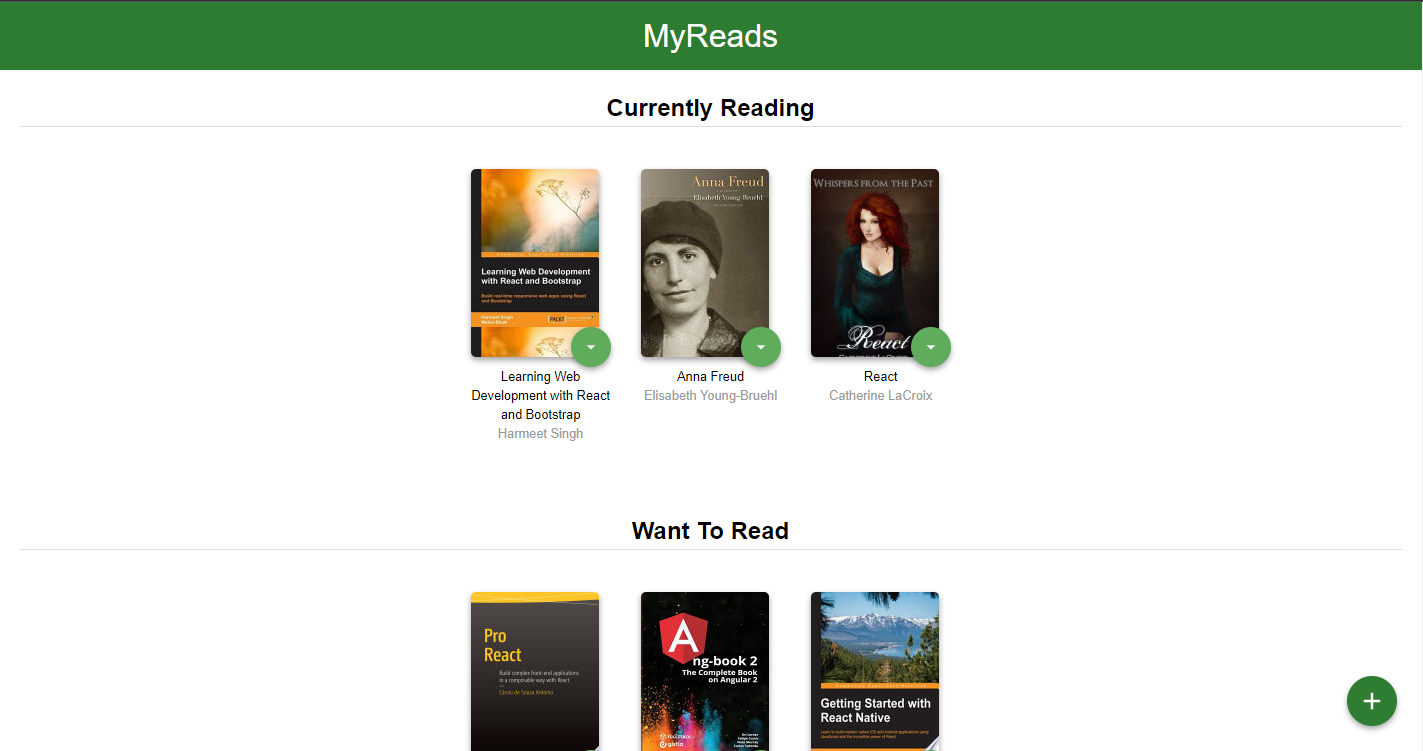 MyReads
Currently Reading
Learning Web Development
with React and Bootstrap
Build real-time responsive web apps using React
and Bootstrap
Harmeet Singh
PACKT
Anna Freud
Elisabeth Young-Bruehl
WHISPERS FROM THE PAST
React
Learning Web
Development with React
and Bootstrap
Harmeet Singh
Anna Freud
Elisabeth Young-Bruehl
React
Catherine LaCroix
Want To Read
Pro
React
Build complex front-end applications
in a composable way with React
Cássio de Sousa Antonio
A
ng-book 2
The Complete Book
on Angular 2
FULLSTACK
Getting Started with
React Native
Learn to build modern native iOS and Android applications using
JavaScript and the incredible power of React
+